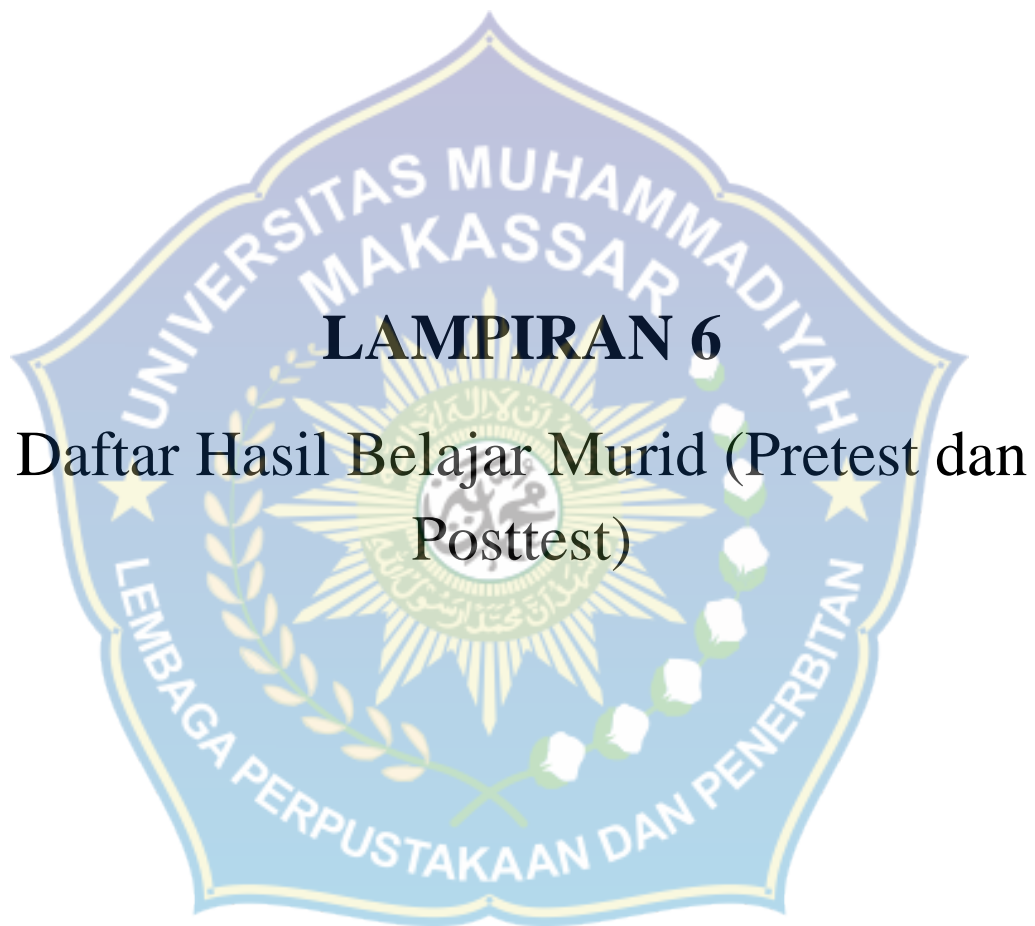 UNIVERSITAS MUHAMMADIYAH
MAKASSAR
LAMPIRAN 6
Daftar Hasil Belajar Murid (Pretest dan
Posttest)
LEMBAGA PERPUSTAKAAN DAN PENERBITAN